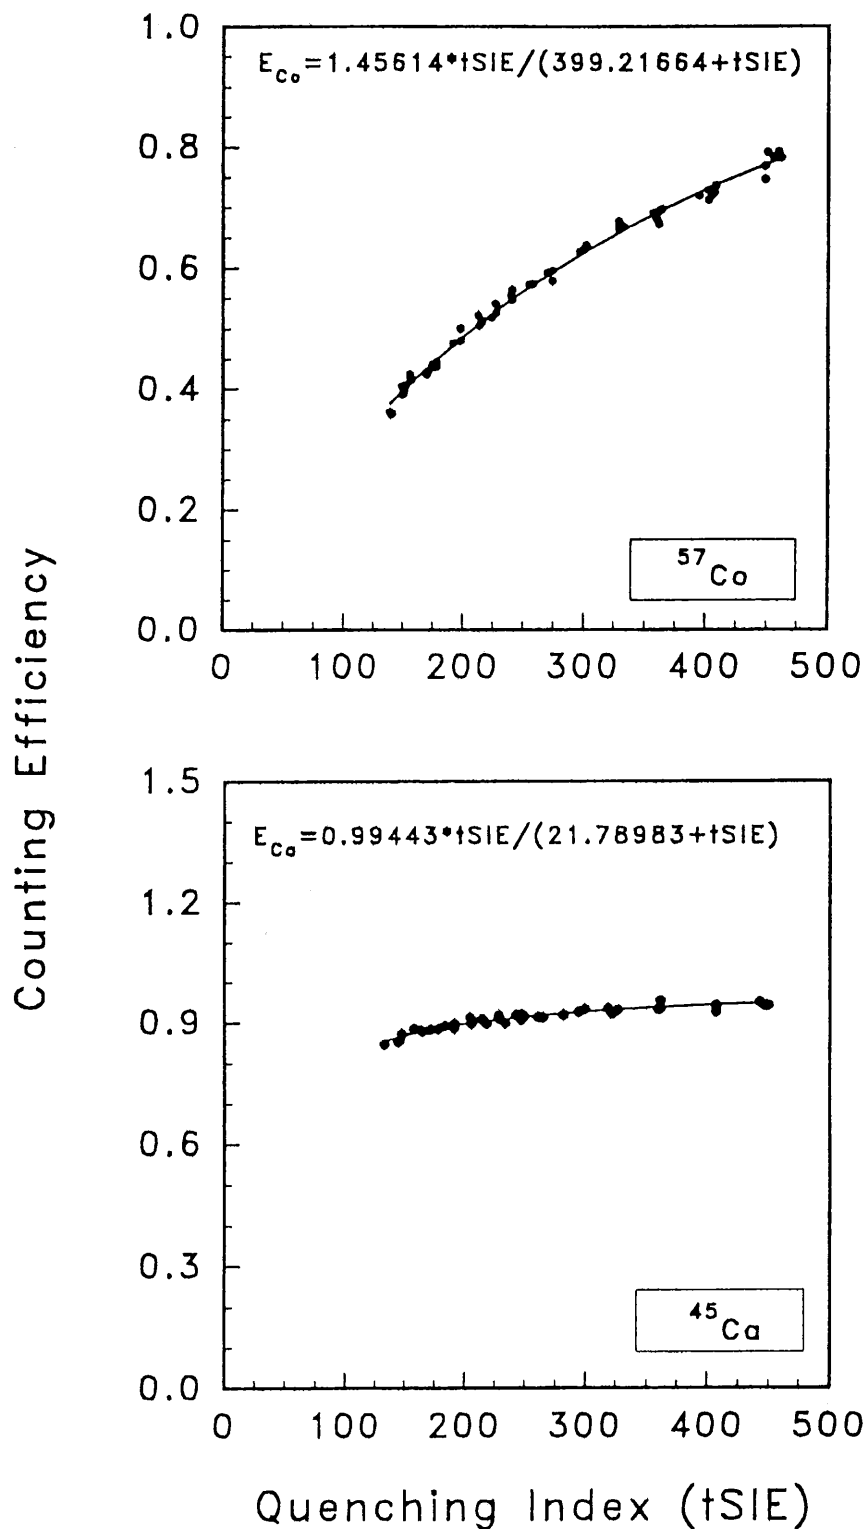 1.0
E_Co=1.45614*tSIE/(399.21664+tSIE)
0.8
0.6
0.4
0.2
57Co
0.0
0 100 200 300 400 500
Counting Efficiency
1.5
E_Ca=0.99443*tSIE/(21.78983+tSIE)
1.2
0.9
0.6
0.3
45Ca
0.0
0 100 200 300 400 500
Quenching Index (tSIE)